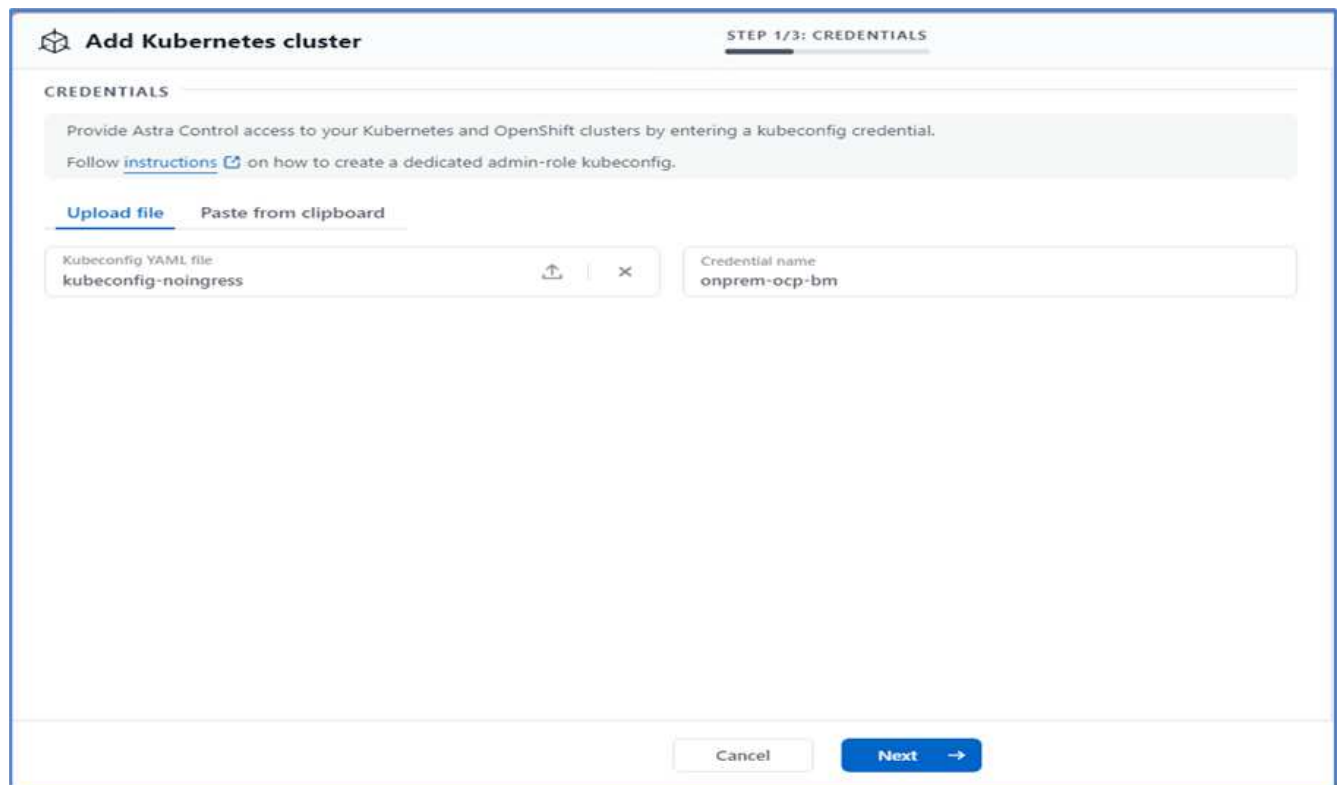 Add Kubernetes cluster
STEP 1/3: CREDENTIALS
CREDENTIALS
Provide Astra Control access to your Kubernetes and OpenShift clusters by entering a kubeconfig credential.
Follow instructions on how to create a dedicated admin-role kubeconfig.
Upload file
Paste from clipboard
Kubeconfig YAML file
kubeconfig-noingress
Credential name
onprem-ocp-bm
Cancel
Next